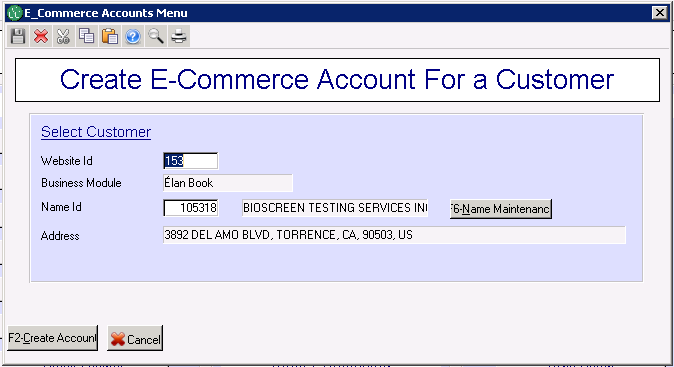 E_Commerce Accounts Menu
Create E-Commerce Account For a Customer
Select Customer
Website Id 153
Business Module Élan Book
Name Id 105318 BIOSCREEN TESTING SERVICES IN F6-Name Maintenanc
Address 3892 DEL AMO BLVD, TORRENCE, CA, 90503, US
F2-Create Account Cancel